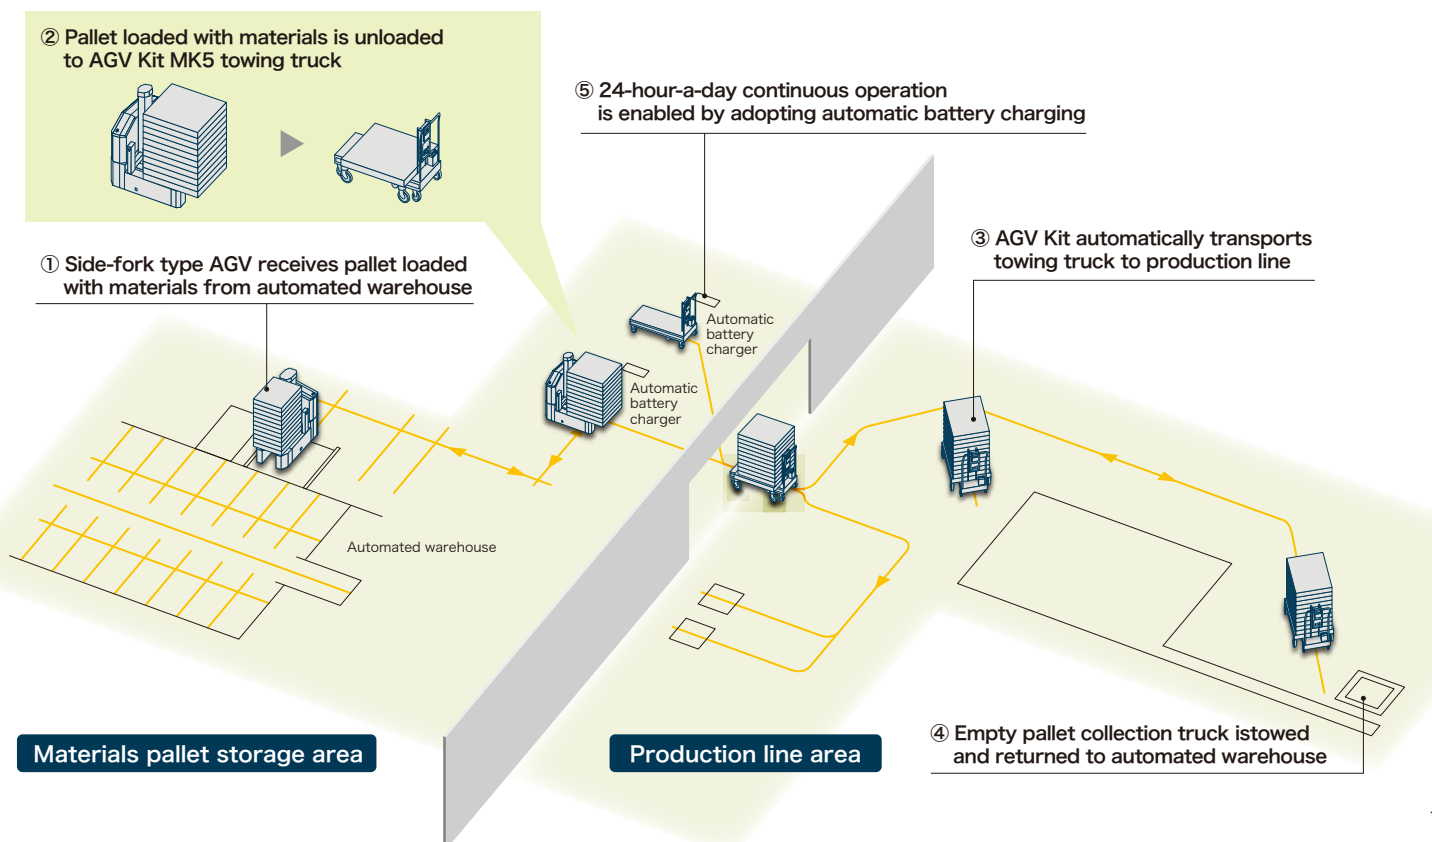 ② Pallet loaded with materials is unloaded
to AGV Kit MK5 towing truck
⑤ 24-hour-a-day continuous operation
is enabled by adopting automatic battery charging
① Side-fork type AGV receives pallet loaded
with materials from automated warehouse
③ AGV Kit automatically transports
towing truck to production line
Automatic
battery
charger
Automatic
battery
charger
Automated warehouse
④ Empty pallet collection truck istowed
and returned to automated warehouse
Materials pallet storage area
Production line area